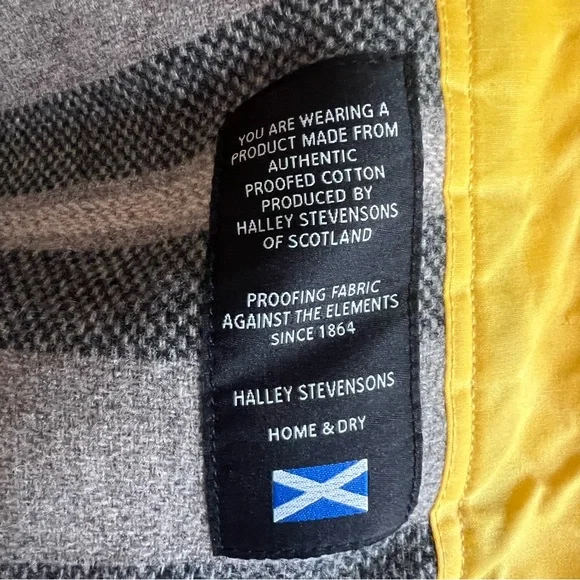 YOU ARE WEARING A
PRODUCT MADE FROM
AUTHENTIC
PROOFED COTTON
PRODUCED BY
HALLEY STEVENSONS
OF SCOTLAND
PROOFING FABRIC
AGAINST THE ELEMENTS
SINCE 1864
HALLEY STEVENSONS
HOME & DRY